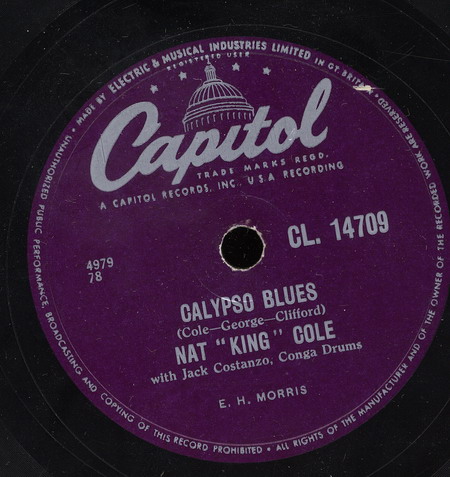 MADE BY ELECTRIC & MUSICAL INDUSTRIES LIMITED IN GT. BRITAIN
REGISTERED USER
Capitol
TRADE MARKS REGD.
A CAPITOL RECORDS, INC., U.S.A RECORDING
CL. 14709
4979
78
CALYPSO BLUES
(Cole—George—Clifford)
NAT "KING" COLE
with Jack Costanzo, Conga Drums
E. H. MORRIS
UNAUTHORIZED PUBLIC PERFORMANCE, BROADCASTING AND COPYING OF THIS RECORD PROHIBITED • ALL RIGHTS OF THE MANUFACTURER AND OF THE OWNER OF THE RECORDED WORK ARE RESERVED